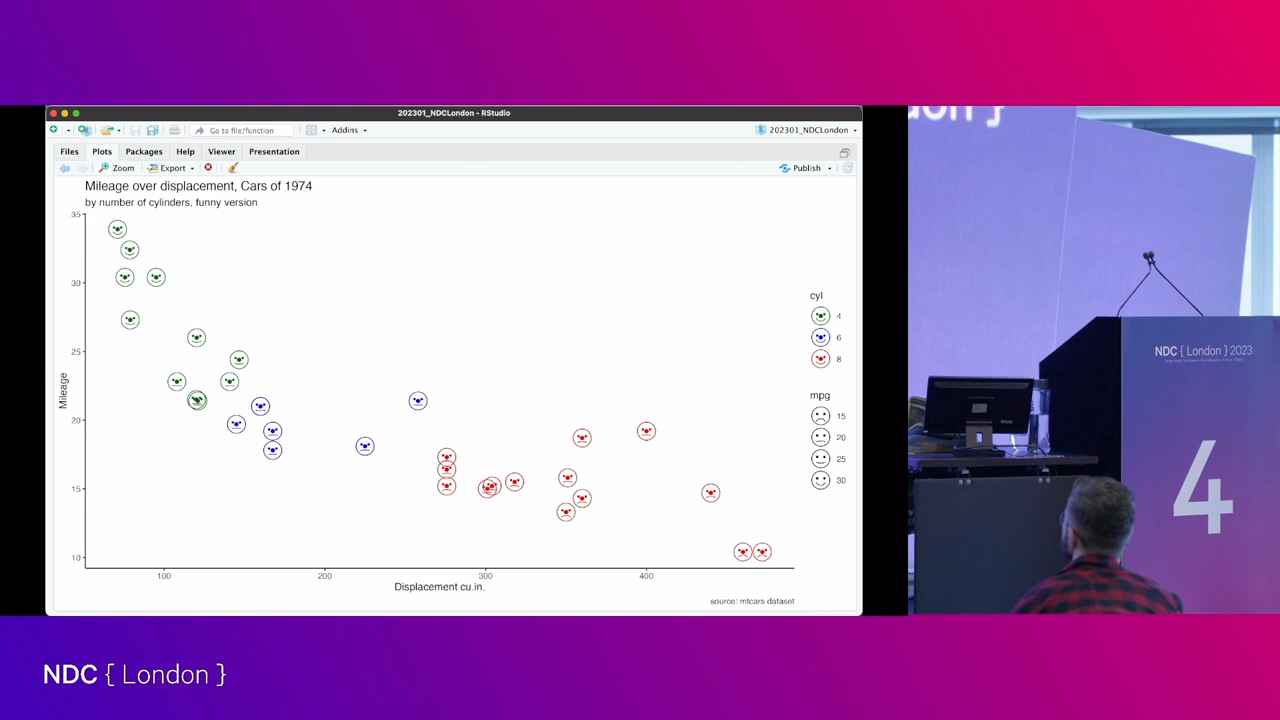 202301_NDCLondon - RStudio
Go to file/function
Addins
202301_NDCLondon
Files
Plots
Packages
Help
Viewer
Presentation
Zoom
Export
Publish
Mileage over displacement, Cars of 1974
by number of cylinders, funny version
35
30
25
20
15
10
Mileage
100
200
300
400
Displacement cu.in.
source: mtcars dataset
cyl
4
6
8
mpg
15
20
25
30
don }
NDC { London } 2023
4
NDC { London }